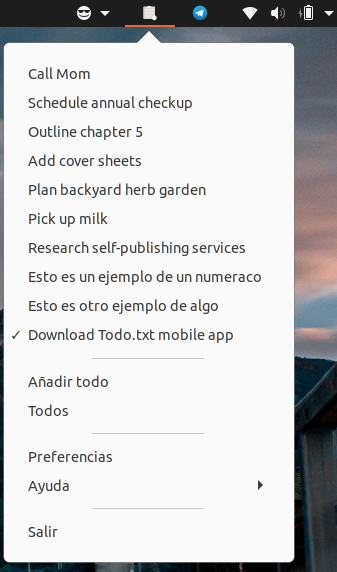 Call Mom
Schedule annual checkup
Outline chapter 5
Add cover sheets
Plan backyard herb garden
Pick up milk
Research self-publishing services
Esto es un ejemplo de un numeraco
Esto es otro ejemplo de algo
✓ Download Todo.txt mobile app
Añadir todo
Todos
Preferencias
Ayuda
Salir